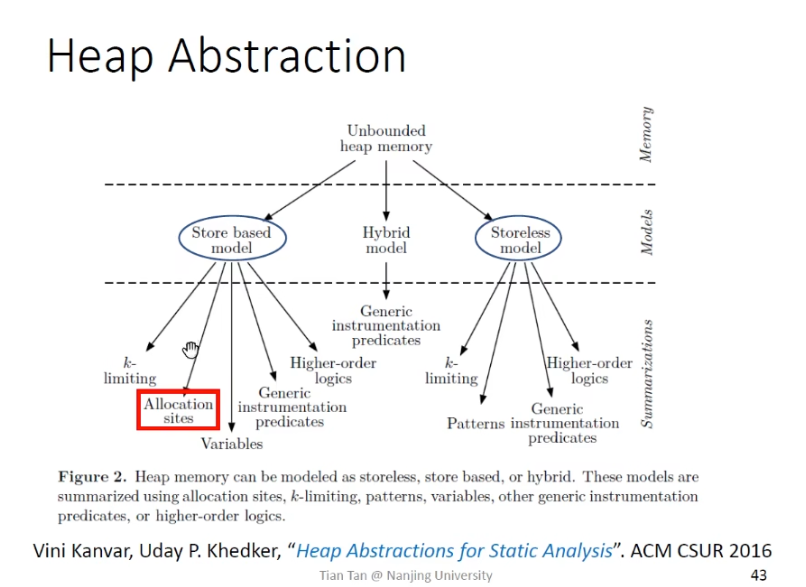 Heap Abstraction
Unbounded
heap memory
Memory
Store based
model
Hybrid
model
Storeless
model
Models
Generic
instrumentation
predicates
k-
limiting
Allocation
sites
Variables
Generic
instrumentation
predicates
Higher-order
logics
k-
limiting
Patterns
Generic
instrumentation
predicates
Higher-order
logics
Summarizations
Figure 2. Heap memory can be modeled as storeless, store based, or hybrid. These models are
summarized using allocation sites, k-limiting, patterns, variables, other generic instrumentation
predicates, or higher-order logics.
Vini Kanvar, Uday P. Khedker, “Heap Abstractions for Static Analysis”. ACM CSUR 2016
Tian Tan @ Nanjing University
43